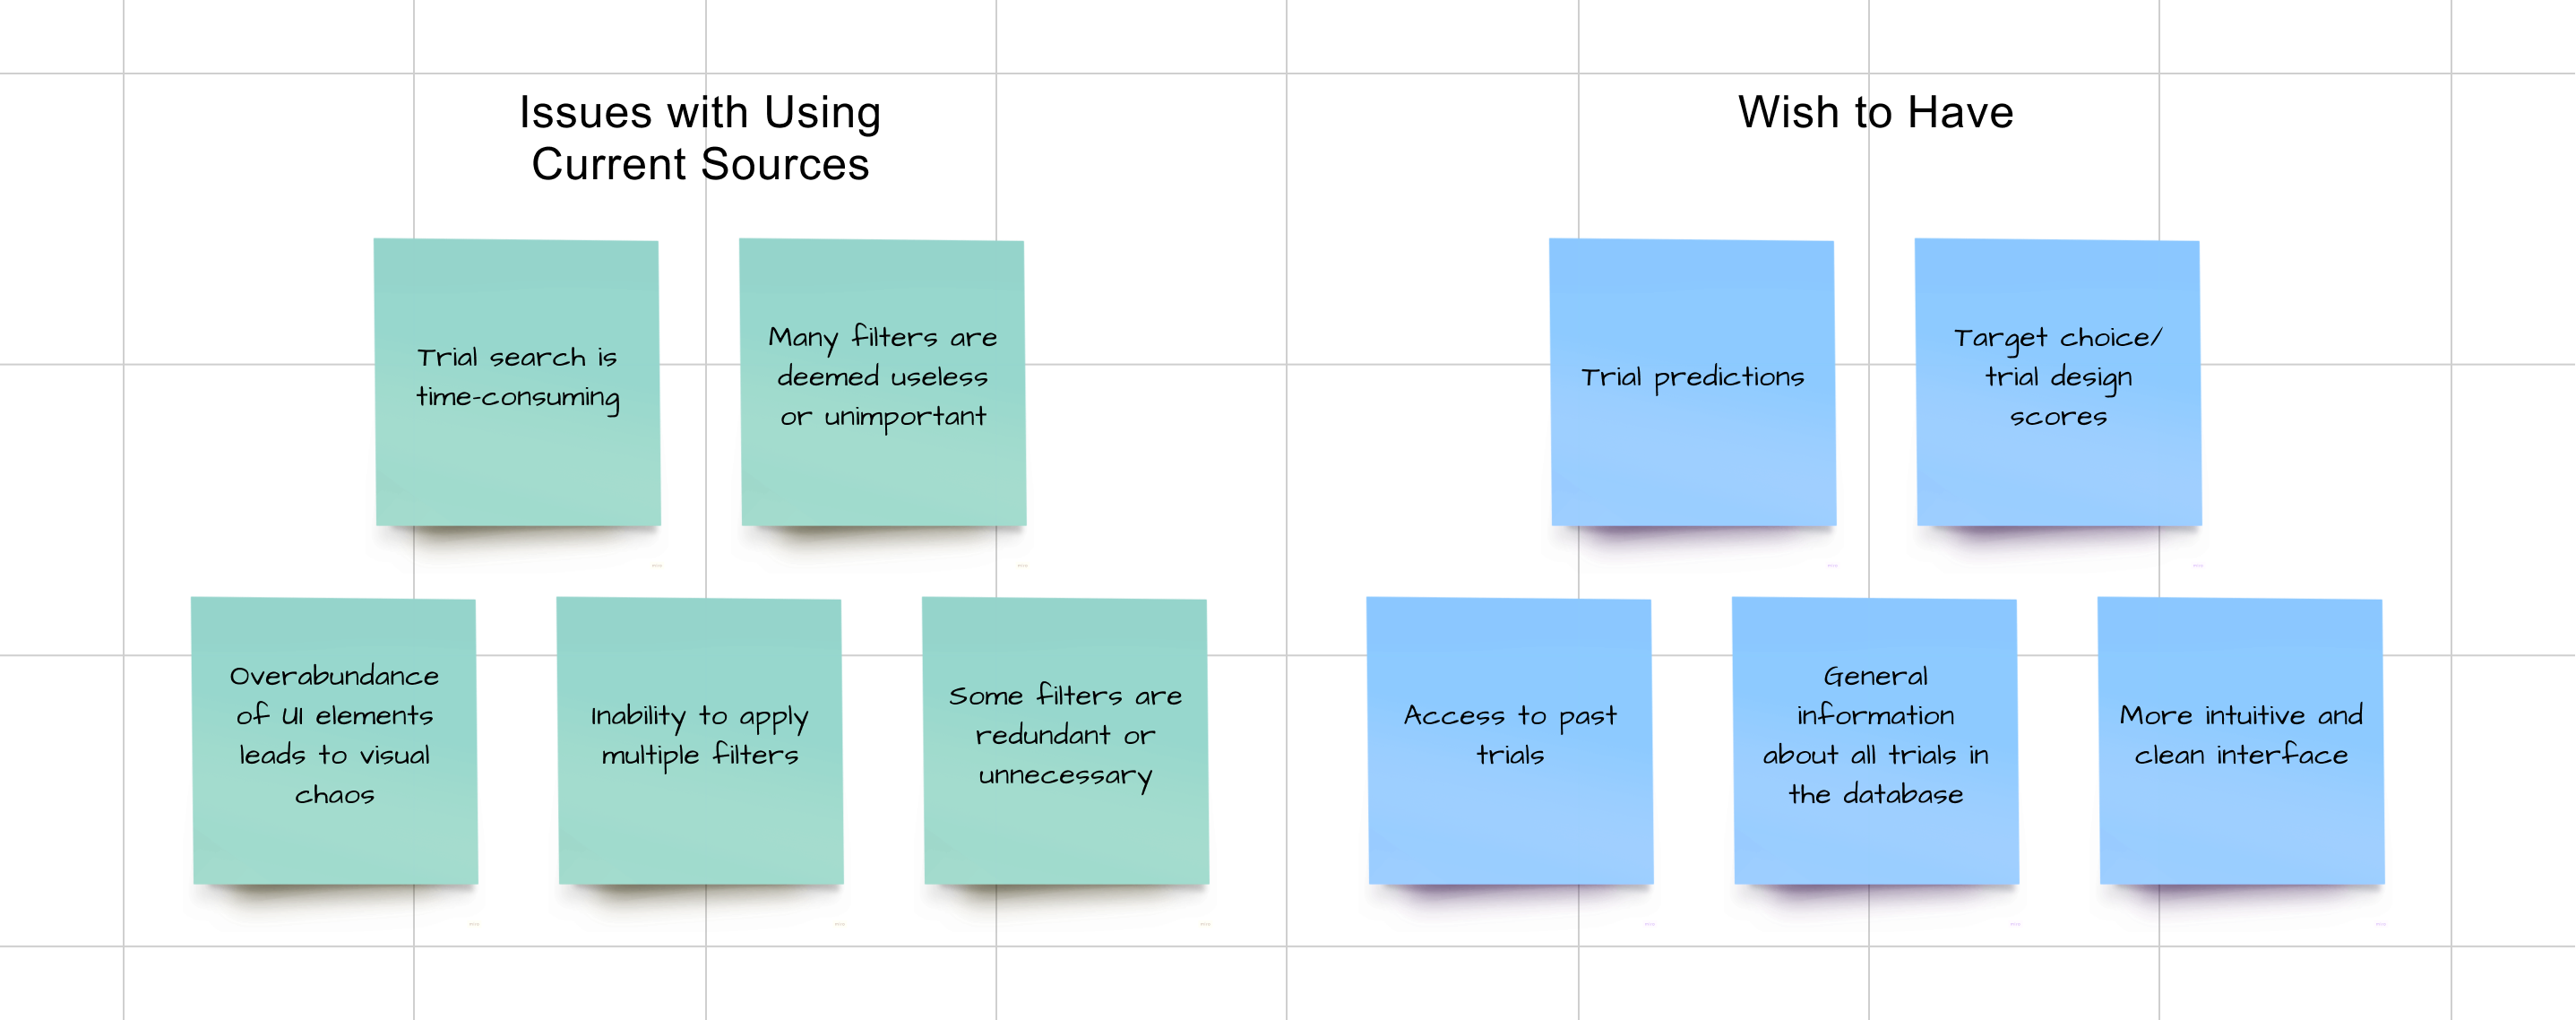 Issues with Using
Current Sources
Trial search is
time-consuming
Many filters are
deemed useless
or unimportant
Overabundance
of UI elements
leads to visual
chaos
Inability to apply
multiple filters
Some filters are
redundant or
unnecessary
Wish to Have
Trial predictions
Target choice/
trial design
scores
Access to past
trials
General
information
about all trials in
the database
More intuitive and
clean interface